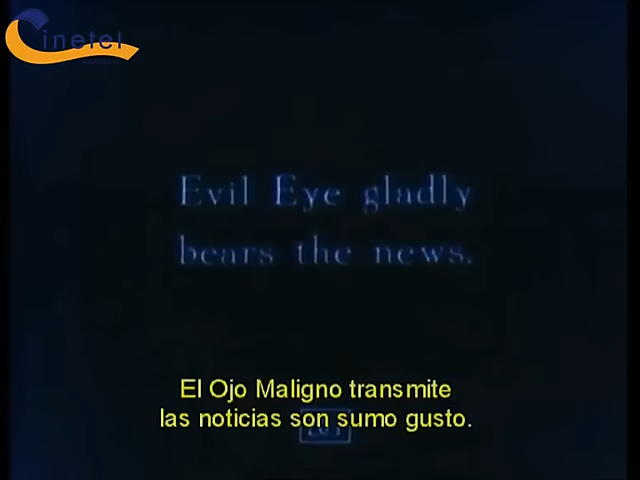 Cinetel
Evil Eye gladly
bears the news.
El Ojo Maligno transmite
las noticias son sumo gusto.